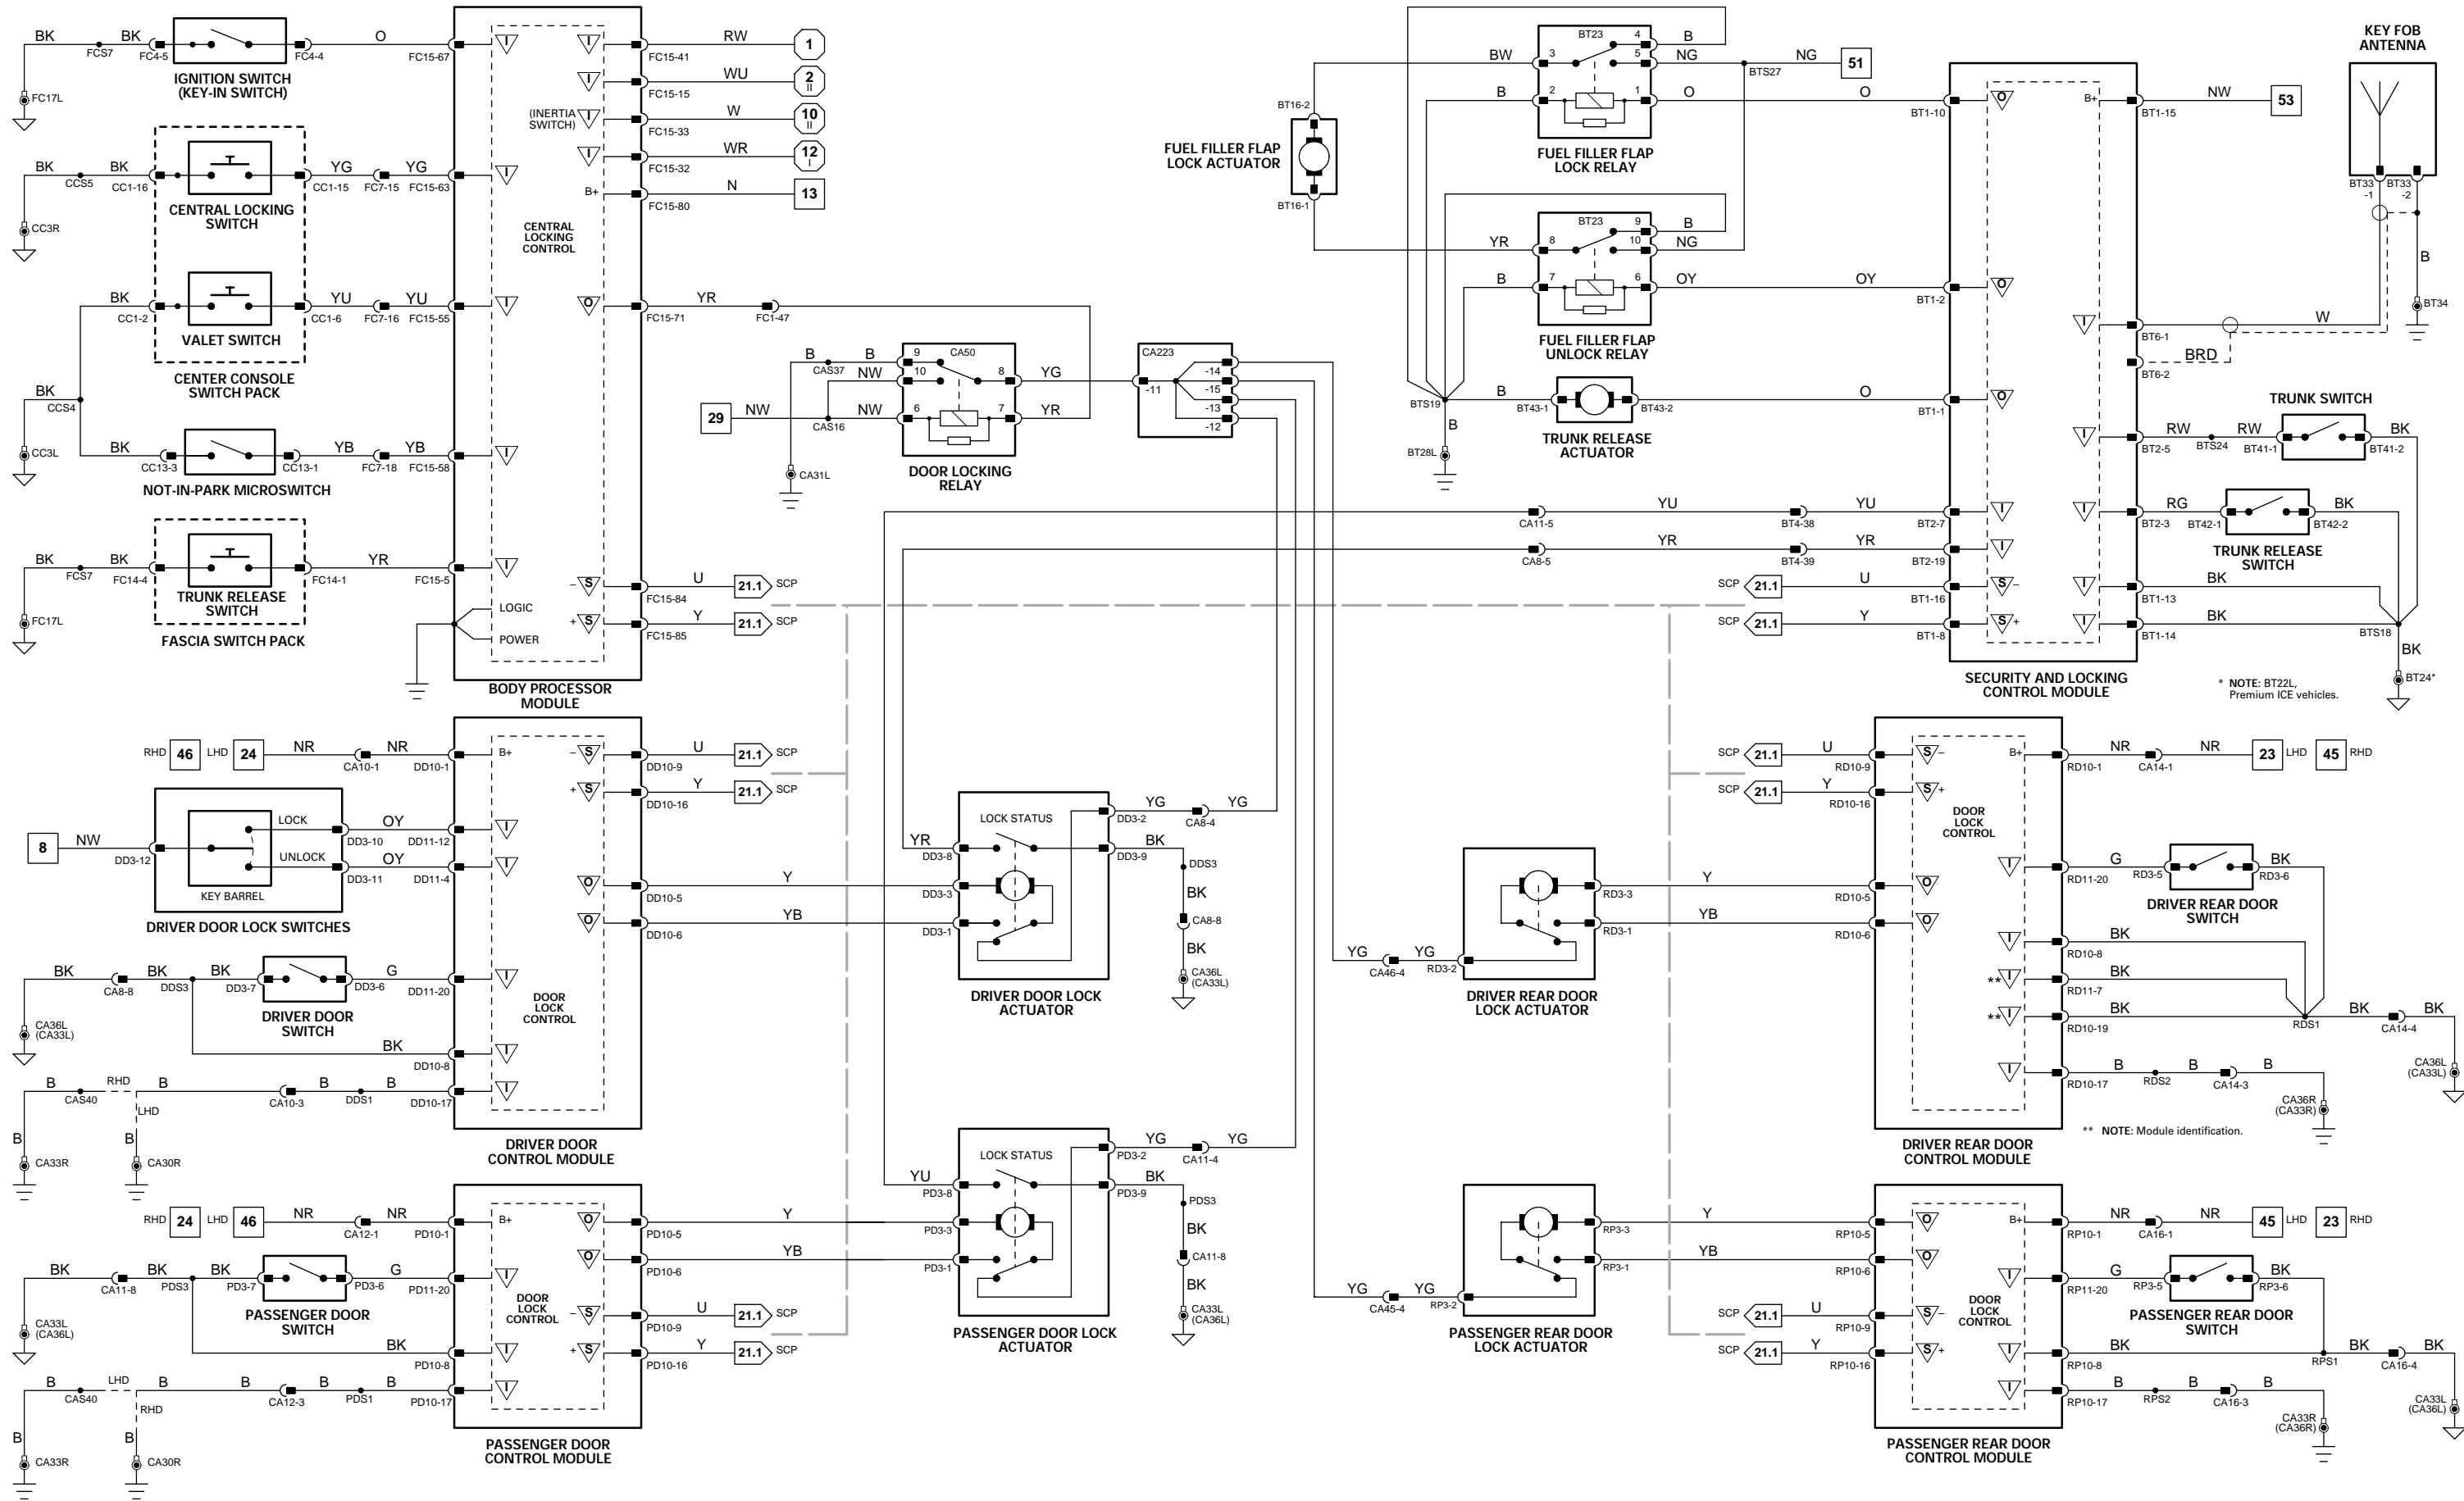 BK
FCS7
BK
FC4-5
FC4-4
O
FC15-67
IGNITION SWITCH
(KEY-IN SWITCH)
FC17L
BK
CCS5
BK
CC1-16
CC1-15
YG
FC7-15
YG
FC15-63
CENTRAL LOCKING
SWITCH
CC3R
BK
CC1-2
CC1-6
YU
FC7-16
YU
FC15-55
VALET SWITCH
CENTER CONSOLE
SWITCH PACK
BK
CCS4
CC3L
BK
CC13-3
CC13-1
YB
FC7-18
YB
FC15-58
NOT-IN-PARK MICROSWITCH
BK
FCS7
BK
FC14-4
FC14-1
YR
FC15-5
TRUNK RELEASE
SWITCH
FC17L
FASCIA SWITCH PACK
I
I
I
I
I
I
I
I
(INERTIA
SWITCH)
I
B+
CENTRAL
LOCKING
CONTROL
O
– S
+ S
LOGIC
POWER
BODY PROCESSOR
MODULE
FC15-41
RW
1
FC15-15
WU
2
II
FC15-33
W
10
II
FC15-32
WR
12
I
FC15-80
N
13
FC15-71
YR
FC1-47
FC15-84
U
21.1
SCP
FC15-85
Y
21.1
SCP
B
CAS37
B
NW
29
NW
CAS16
NW
CA31L
9
CA50
10
8
6
7
YG
YR
DOOR LOCKING
RELAY
CA223
-11
-14
-15
-13
-12
FUEL FILLER FLAP
LOCK ACTUATOR
BT16-2
BT16-1
BW
3
BT23
4
5
B
NG
BTS27
NG
51
B
2
1
O
O
BT1-10
FUEL FILLER FLAP
LOCK RELAY
YR
8
BT23
9
10
B
NG
B
7
6
OY
OY
BT1-2
FUEL FILLER FLAP
UNLOCK RELAY
BTS19
B
BT43-1
BT43-2
O
BT1-1
B
BT28L
TRUNK RELEASE
ACTUATOR
CA11-5
YU
BT4-38
YU
BT2-7
CA8-5
YR
BT4-39
YR
BT2-19
SCP
21.1
U
BT1-16
SCP
21.1
Y
BT1-8
O
O
O
I
I
S –
S +
B+
I
I
I
I
I
SECURITY AND LOCKING
CONTROL MODULE
BT1-15
NW
53
KEY FOB
ANTENNA
BT33
-1
BT33
-2
B
BT34
BT6-1
W
BT6-2
BRD
TRUNK SWITCH
BT2-5
RW
BTS24
RW
BT41-1
BT41-2
BK
BT2-3
RG
BT42-1
BT42-2
BK
TRUNK RELEASE
SWITCH
BT1-13
BK
BT1-14
BK
BTS18
BK
BT24*
* NOTE: BT22L,
Premium ICE vehicles.
RHD
46
LHD
24
NR
CA10-1
NR
DD10-1
8
NW
DD3-12
LOCK
UNLOCK
KEY BARREL
DD3-10
OY
DD11-12
DD3-11
OY
DD11-4
DRIVER DOOR LOCK SWITCHES
BK
CA8-8
BK
DDS3
BK
DD3-7
DD3-6
G
DD11-20
DRIVER DOOR
SWITCH
CA36L
(CA33L)
BK
DD10-8
B
CAS40
RHD
LHD
B
CA10-3
B
DDS1
B
DD10-17
B
CA33R
B
CA30R
B+
I
I
I
I
I
– S
+ S
O
O
DOOR
LOCK
CONTROL
DRIVER DOOR
CONTROL MODULE
DD10-9
U
21.1
SCP
DD10-16
Y
21.1
SCP
DD10-5
Y
DD3-3
DD10-6
YB
DD3-1
LOCK STATUS
YR
DD3-8
DD3-2
YG
CA8-4
YG
DD3-9
BK
DDS3
BK
CA8-8
BK
CA36L
(CA33L)
DRIVER DOOR LOCK
ACTUATOR
RHD
24
LHD
46
NR
CA12-1
NR
PD10-1
BK
CA11-8
BK
PDS3
BK
PD3-7
PD3-6
G
PD11-20
PASSENGER DOOR
SWITCH
CA33L
(CA36L)
BK
PD10-8
B
CAS40
LHD
RHD
B
B
CA12-3
B
PDS1
B
PD10-17
B
CA33R
B
CA30R
B+
I
I
I
O
O
– S
+ S
DOOR
LOCK
CONTROL
PASSENGER DOOR
CONTROL MODULE
PD10-5
Y
PD3-3
PD10-6
YB
PD3-1
PD10-9
U
21.1
SCP
PD10-16
Y
21.1
SCP
LOCK STATUS
YU
PD3-8
PD3-2
YG
CA11-4
YG
PD3-9
BK
PDS3
BK
CA11-8
BK
CA33L
(CA36L)
PASSENGER DOOR LOCK
ACTUATOR
YG
CA46-4
YG
RD3-2
RD3-3
Y
RD10-5
RD3-1
YB
RD10-6
DRIVER REAR DOOR
LOCK ACTUATOR
SCP
21.1
U
RD10-9
SCP
21.1
Y
RD10-16
S –
S +
O
O
DOOR
LOCK
CONTROL
B+
I
I
** I
** I
I
DRIVER REAR DOOR
CONTROL MODULE
RD10-1
NR
CA14-1
NR
23
LHD
45
RHD
RD11-20
G
RD3-5
RD3-6
BK
DRIVER REAR DOOR
SWITCH
RD10-8
BK
RD11-7
BK
RD10-19
BK
RDS1
BK
CA14-4
BK
CA36L
(CA33L)
RD10-17
B
RDS2
B
CA14-3
B
CA36R
(CA33R)
** NOTE: Module identification.
YG
CA45-4
YG
RP3-2
RP3-3
Y
RP10-5
RP3-1
YB
RP10-6
PASSENGER REAR DOOR
LOCK ACTUATOR
SCP
21.1
U
RP10-9
SCP
21.1
Y
RP10-16
O
O
S –
S +
DOOR
LOCK
CONTROL
B+
I
I
I
PASSENGER REAR DOOR
CONTROL MODULE
RP10-1
NR
CA16-1
NR
45
LHD
23
RHD
RP11-20
G
RP3-5
RP3-6
BK
PASSENGER REAR DOOR
SWITCH
RP10-8
BK
RPS1
BK
CA16-4
BK
CA33L
(CA36L)
RP10-17
B
RPS2
B
CA16-3
B
CA33R
(CA36R)